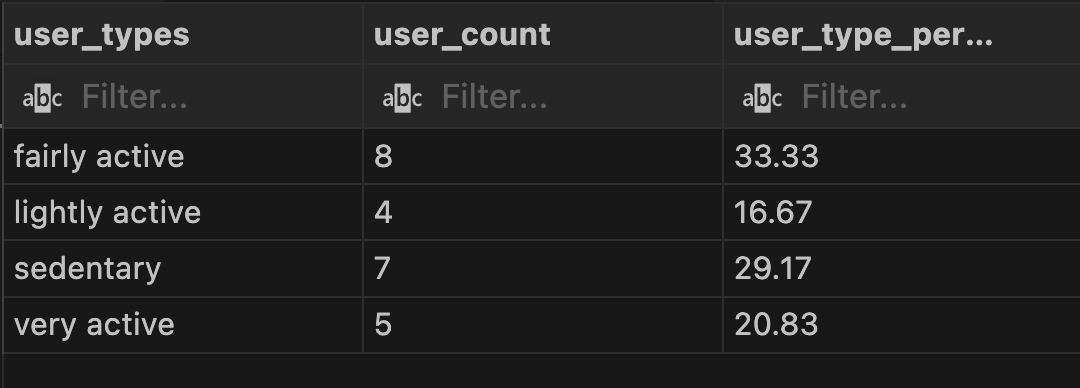 user_types user_count user_type_per...
abc Filter... abc Filter... abc Filter...
fairly active 8 33.33
lightly active 4 16.67
sedentary 7 29.17
very active 5 20.83